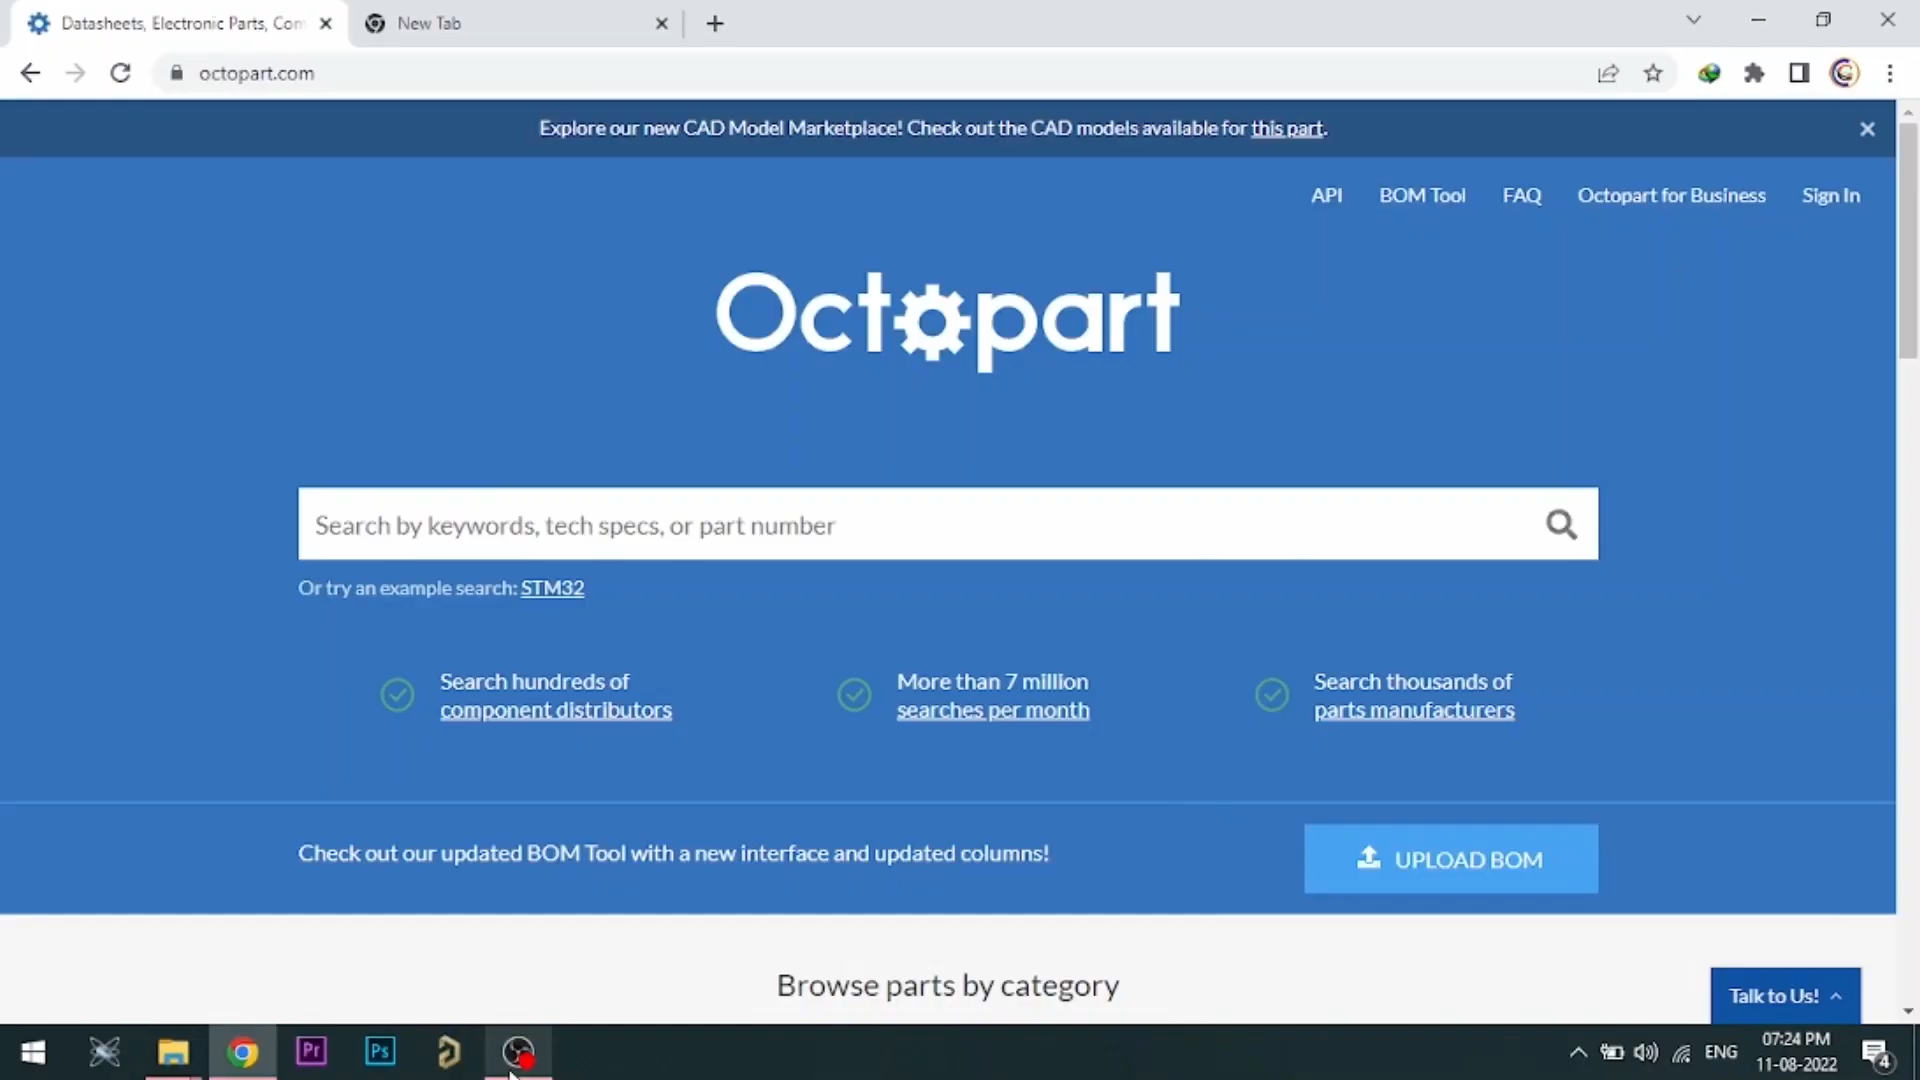 Datasheets, Electronic Parts, Com
New Tab
octopart.com
Explore our new CAD Model Marketplace! Check out the CAD models available for this part.
API BOM Tool FAQ Octopart for Business Sign In
Octopart
Search by keywords, tech specs, or part number
Or try an example search: STM32
Search hundreds of
component distributors
More than 7 million
searches per month
Search thousands of
parts manufacturers
Check out our updated BOM Tool with a new interface and updated columns!
UPLOAD BOM
Browse parts by category
Talk to Us!
Pr
Ps
ENG
07:24 PM
11-08-2022
4